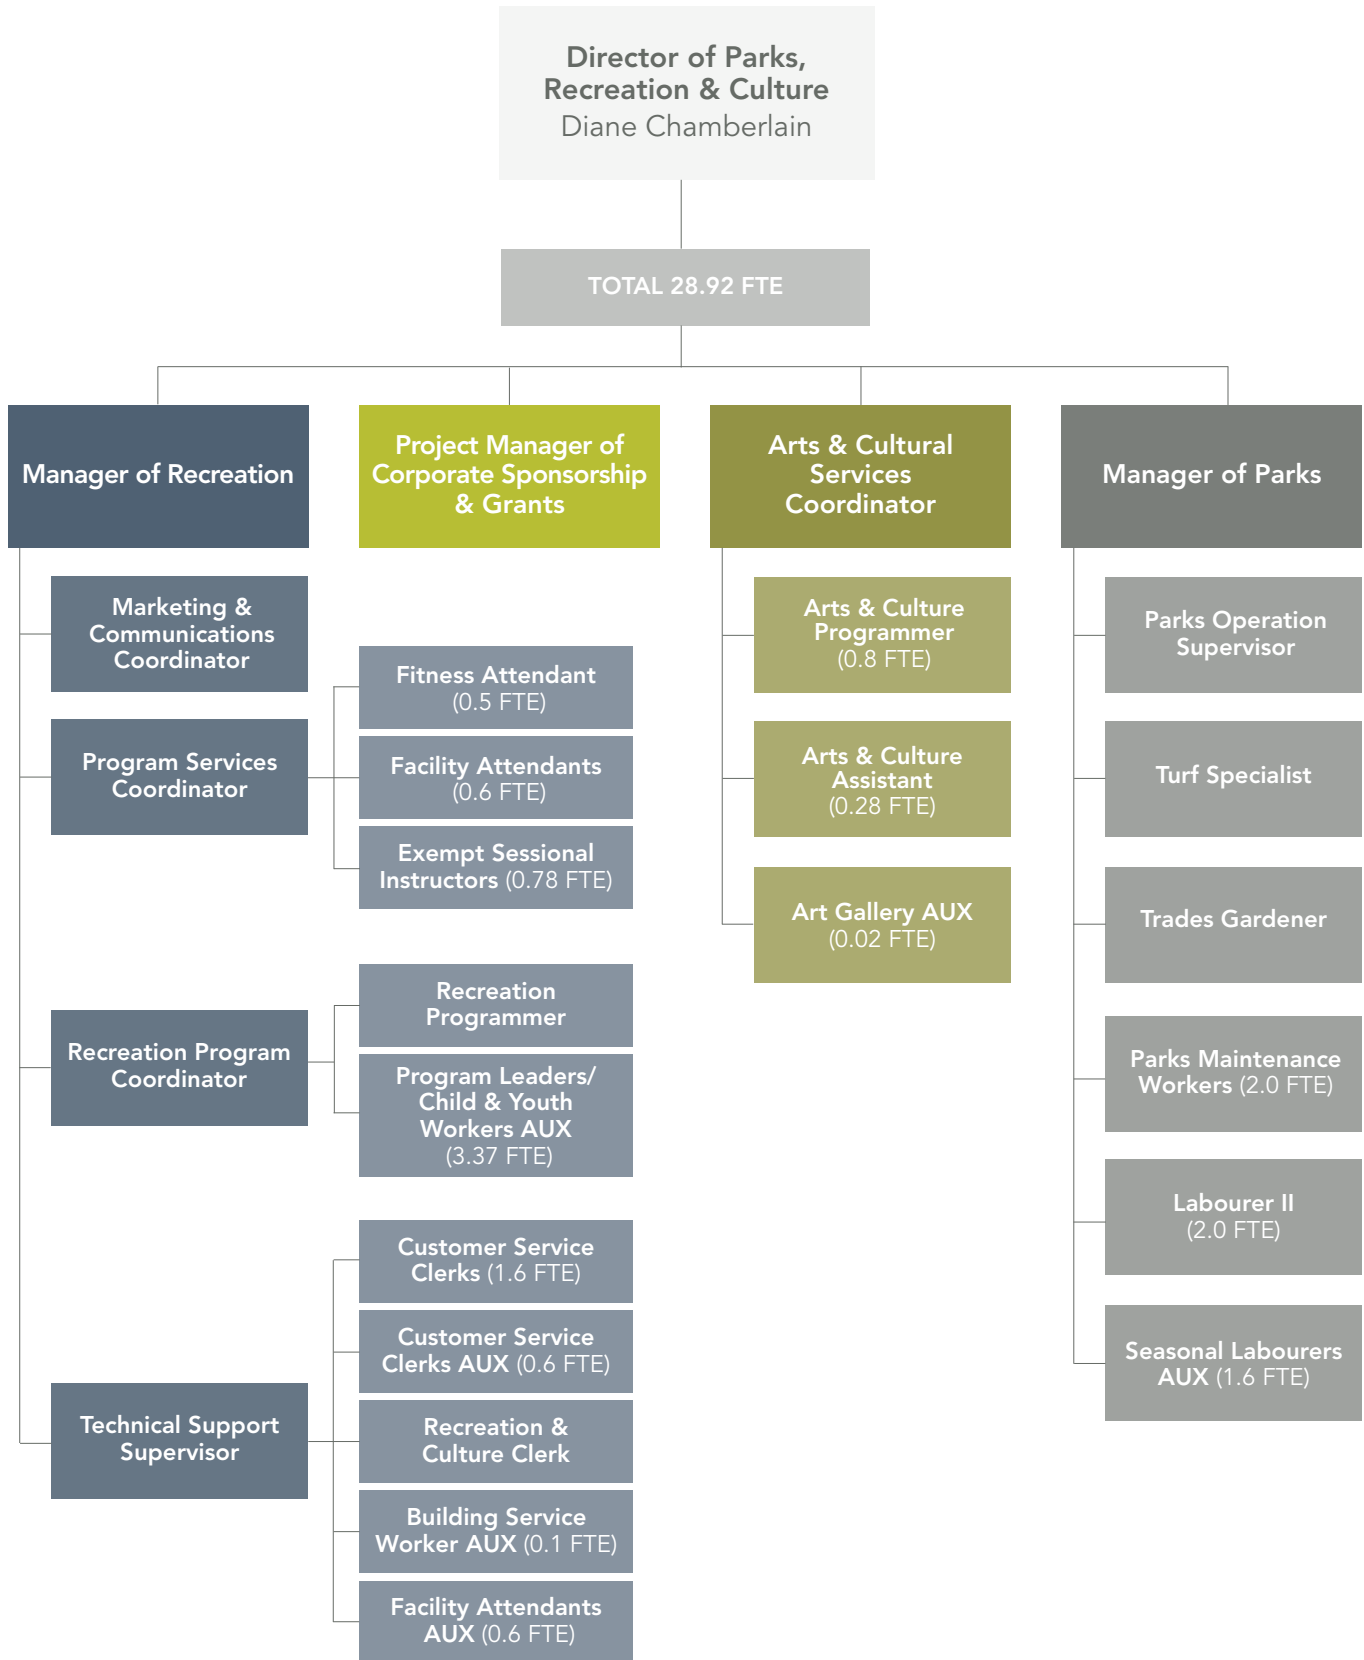 Director of Parks,
Recreation & Culture
Diane Chamberlain
TOTAL 28.92 FTE
Manager of Recreation
Project Manager of
Corporate Sponsorship
& Grants
Arts & Cultural
Services
Coordinator
Manager of Parks
Marketing &
Communications
Coordinator
Program Services
Coordinator
Fitness Attendant
(0.5 FTE)
Facility Attendants
(0.6 FTE)
Exempt Sessional
Instructors (0.78 FTE)
Recreation Program
Coordinator
Recreation
Programmer
Program Leaders/
Child & Youth
Workers AUX
(3.37 FTE)
Technical Support
Supervisor
Customer Service
Clerks (1.6 FTE)
Customer Service
Clerks AUX (0.6 FTE)
Recreation &
Culture Clerk
Building Service
Worker AUX (0.1 FTE)
Facility Attendants
AUX (0.6 FTE)
Arts & Culture
Programmer
(0.8 FTE)
Arts & Culture
Assistant
(0.28 FTE)
Art Gallery AUX
(0.02 FTE)
Parks Operation
Supervisor
Turf Specialist
Trades Gardener
Parks Maintenance
Workers (2.0 FTE)
Labourer II
(2.0 FTE)
Seasonal Labourers
AUX (1.6 FTE)